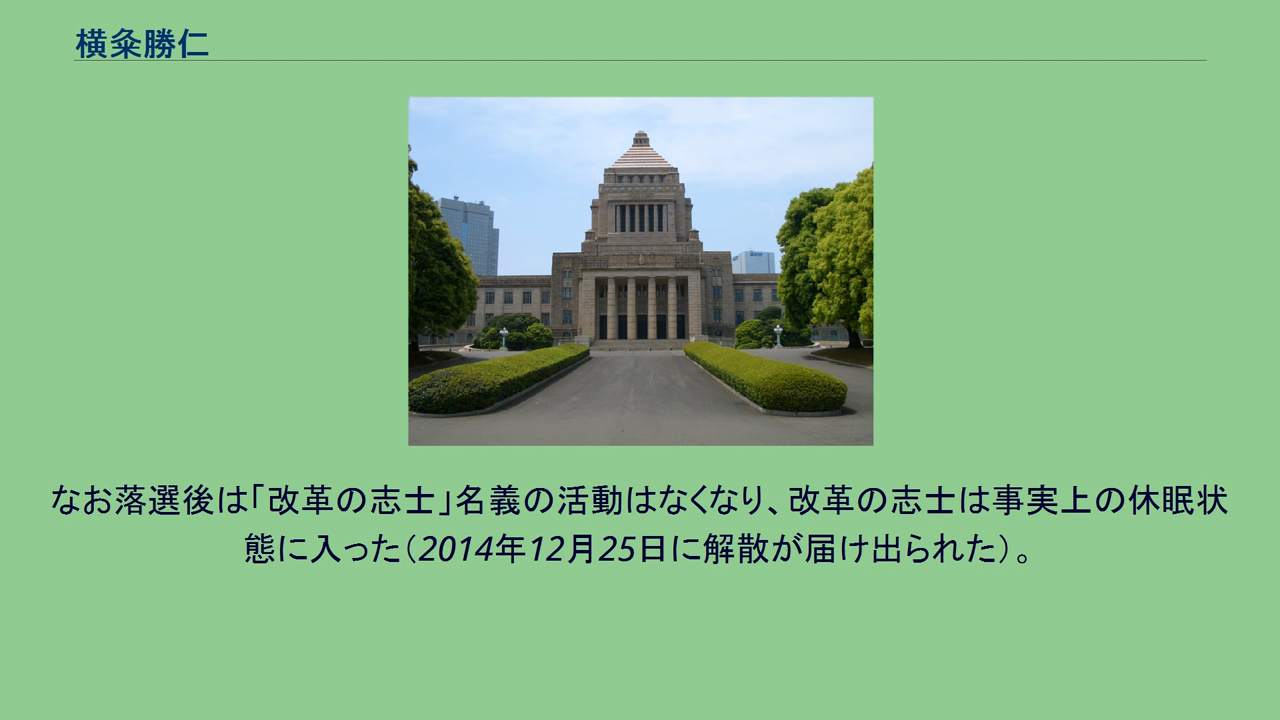 横粂勝仁
なお落選後は「改革の志士」名義の活動はなくなり、改革の志士は事実上の休眠状
態に入った（2014年12月25日に解散が届け出られた）。